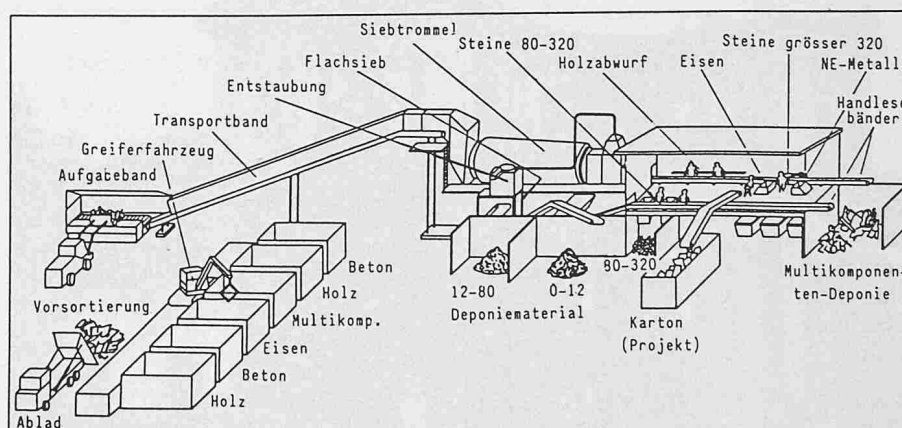 Siebtrommel
Steine 80-320
Steine grösser 320
Holzabwurf
Eisen
NE-Metall
Flachsieb
Entstaubung
Handlese
bänder
Transportband
Greiferfahrzeug
Aufgabeband
Beton
Holz
Multikomp.
Eisen
Beton
Holz
Vorsortierung
Ablad
12-80
0-12
Deponiematerial
80-320
Karton
(Projekt)
Multikomponen-
ten-Deponie